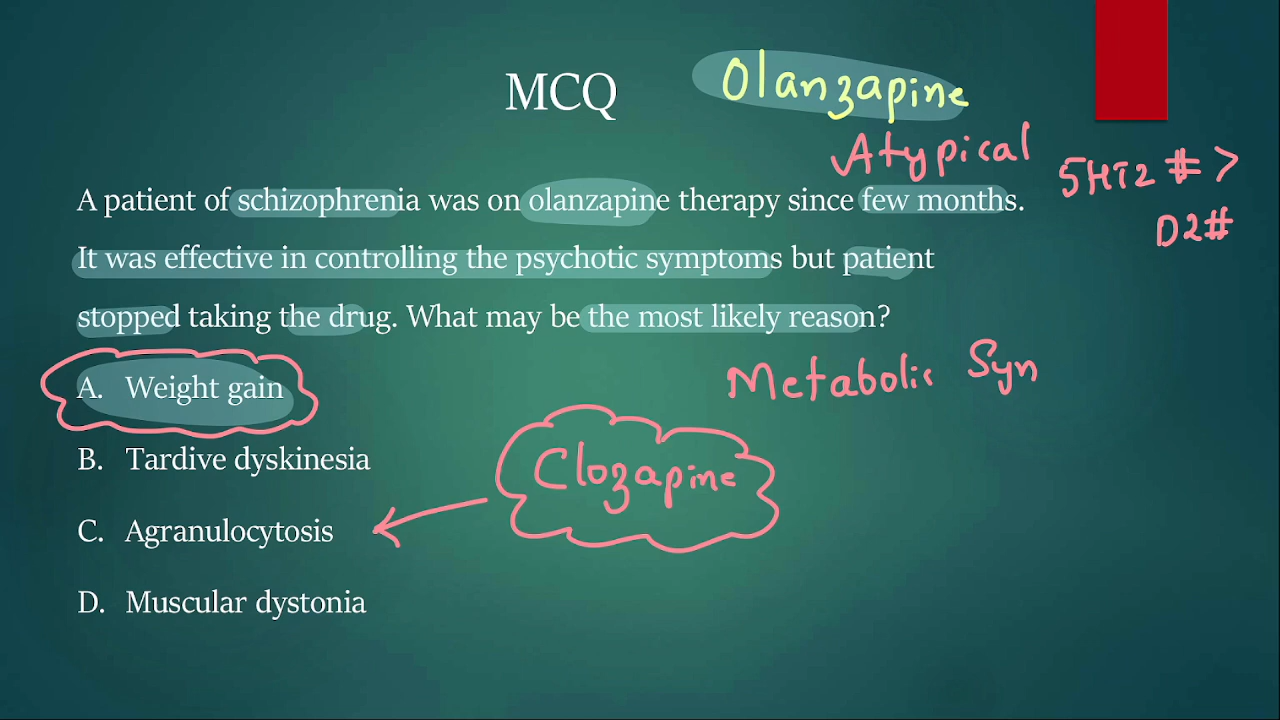 MCQ
Olanzapine
Atypical
5HT2 # >
D2#
A patient of schizophrenia was on olanzapine therapy since few months.
It was effective in controlling the psychotic symptoms but patient
stopped taking the drug. What may be the most likely reason?
Metabolic Syn
A. Weight gain
Clozapine
B. Tardive dyskinesia
C. Agranulocytosis
D. Muscular dystonia